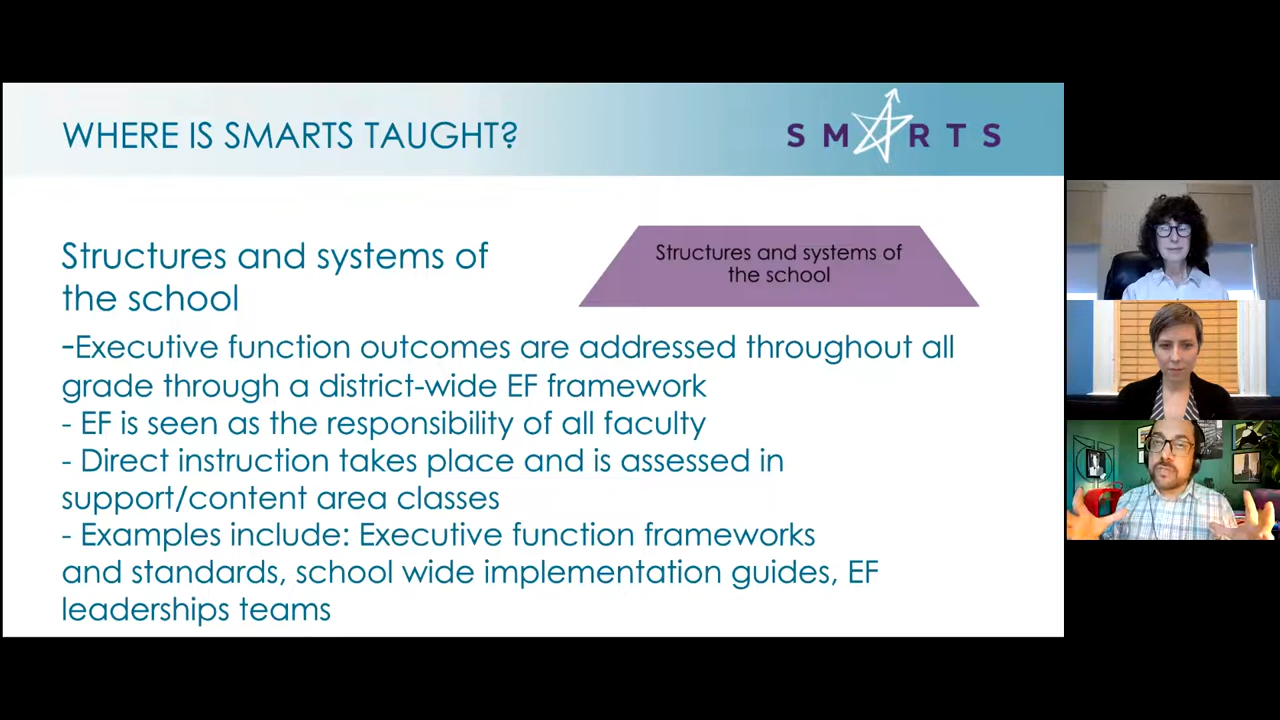 WHERE IS SMARTS TAUGHT?
SMARTS
Structures and systems of
the school
Structures and systems of
the school
-Executive function outcomes are addressed throughout all
grade through a district-wide EF framework
- EF is seen as the responsibility of all faculty
- Direct instruction takes place and is assessed in
support/content area classes
- Examples include: Executive function frameworks
and standards, school wide implementation guides, EF
leaderships teams